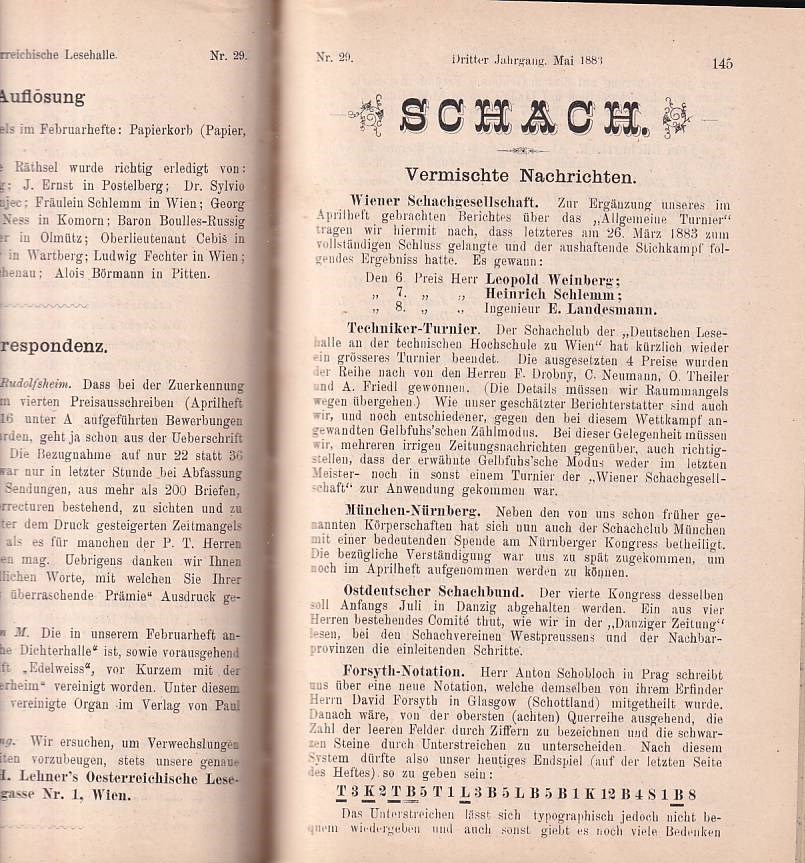 rreichische Lesehalle. Nr. 29.
Auflösung
els im Februarhefte: Papierkorb (Papier,
e Räthsel wurde richtig erledigt von:
g; J. Ernst in Postelberg; Dr. Sylvio
njec; Fräulein Schlemm in Wien; Georg
Ness in Komorn; Baron Boulles-Russig
er in Olmütz; Oberlieutenant Cebiš in
in Wartberg; Ludwig Fechter in Wien;
henau; Alois Börmann in Pitten.
respondenz.
Rudolfsheim. Dass bei der Zuerkennung
m vierten Preisausschreiben (Aprilheft
16 unter A aufgeführten Bewerbungen
rden, geht ja schon aus der Ueberschrift
Die Bezugnahme auf nur 22 statt 36
war nur in letzter Stunde bei Abfassung
Sendungen, aus mehr als 200 Briefen,
rrecturen bestehend, zu sichten und zu
ter dem Druck gesteigerten Zeitmangels
als es für manchen der P. T. Herren
en mag. Uebrigens danken wir Ihnen
lichen Worte, mit welchen Sie Ihrer
überraschende Prämie“ Ausdruck ge-
n M. Die in unserem Februarheft an-
he Dichterhalle“ ist, sowie vorausgehend
ft „Edelweiss“, vor Kurzem mit der
erheim“ vereinigt worden. Unter diesem
vereinigte Organ im Verlag von Paul
ng. Wir ersuchen, um Verwechslungen
iten vorzubeugen, stets unsere genaue
H. Lehner's Oesterreichische Lese-
gasse Nr. 1, Wien.
Nr. 29. Dritter Jahrgang. Mai 1883 145
SCHACH.
Vermischte Nachrichten.
Wiener Schachgesellschaft. Zur Ergänzung unseres im
Aprilheft gebrachten Berichtes über das „Allgemeine Turnier“
tragen wir hiermit nach, dass letzteres am 26. März 1883 zum
vollständigen Schluss gelangte und der aushaftende Stichkampf fol-
gendes Ergebniss hatte. Es gewann:
Den 6. Preis Herr Leopold Weinberg;
„ 7. „ „ Heinrich Schlemm;
„ 8. „ „ Ingenieur E. Landesmann.
Techniker-Turnier. Der Schachclub der „Deutschen Lese-
halle an der technischen Hochschule zu Wien“ hat kürzlich wieder
ein grösseres Turnier beendet. Die ausgesetzten 4 Preise wurden
der Reihe nach von den Herren F. Drobny, C. Neumann, O. Theiler
und A. Friedl gewonnen. (Die Details müssen wir Raummangels
wegen übergehen.) Wie unser geschätzter Berichterstatter sind auch
wir, und noch entschiedener, gegen den bei diesem Wettkampf an-
gewandten Gelbfuhs'schen Zählmodus. Bei dieser Gelegenheit müssen
wir, mehreren irrigen Zeitungsnachrichten gegenüber, auch richtig-
stellen, dass der erwähnte Gelbfuhs'sche Modus weder im letzten
Meister- noch in sonst einem Turnier der „Wiener Schachgesell-
schaft“ zur Anwendung gekommen war.
München-Nürnberg. Neben den von uns schon früher ge-
nannten Körperschaften hat sich nun auch der Schachclub München
mit einer bedeutenden Spende am Nürnberger Kongress betheiligt.
Die bezügliche Verständigung war uns zu spät zugekommen, um
noch im Aprilheft aufgenommen werden zu können.
Ostdeutscher Schachbund. Der vierte Kongress desselben
soll Anfangs Juli in Danzig abgehalten werden. Ein aus vier
Herren bestehendes Comité thut, wie wir in der „Danziger Zeitung“
lesen, bei den Schachvereinen Westpreussens und der Nachbar-
provinzen die einleitenden Schritte.
Forsyth-Notation. Herr Anton Schobloch in Prag schreibt
uns über eine neue Notation, welche demselben von ihrem Erfinder
Herrn David Forsyth in Glasgow (Schottland) mitgetheilt wurde.
Danach wäre, von der obersten (achten) Querreihe ausgehend, die
Zahl der leeren Felder durch Ziffern zu bezeichnen und die schwar-
zen Steine durch Unterstreichen zu unterscheiden. Nach diesem
System dürfte also unser heutiges Endspiel (auf der letzten Seite
des Heftes) so zu geben sein:
T 3 K 2 T B 5 T 1 L 3 B 5 L B 5 B 1 K 12 B 4 S 1 B 8
Das Unterstreichen lässt sich typographisch jedoch nicht be-
quem wiedergeben und auch sonst giebt es noch viele Bedenken